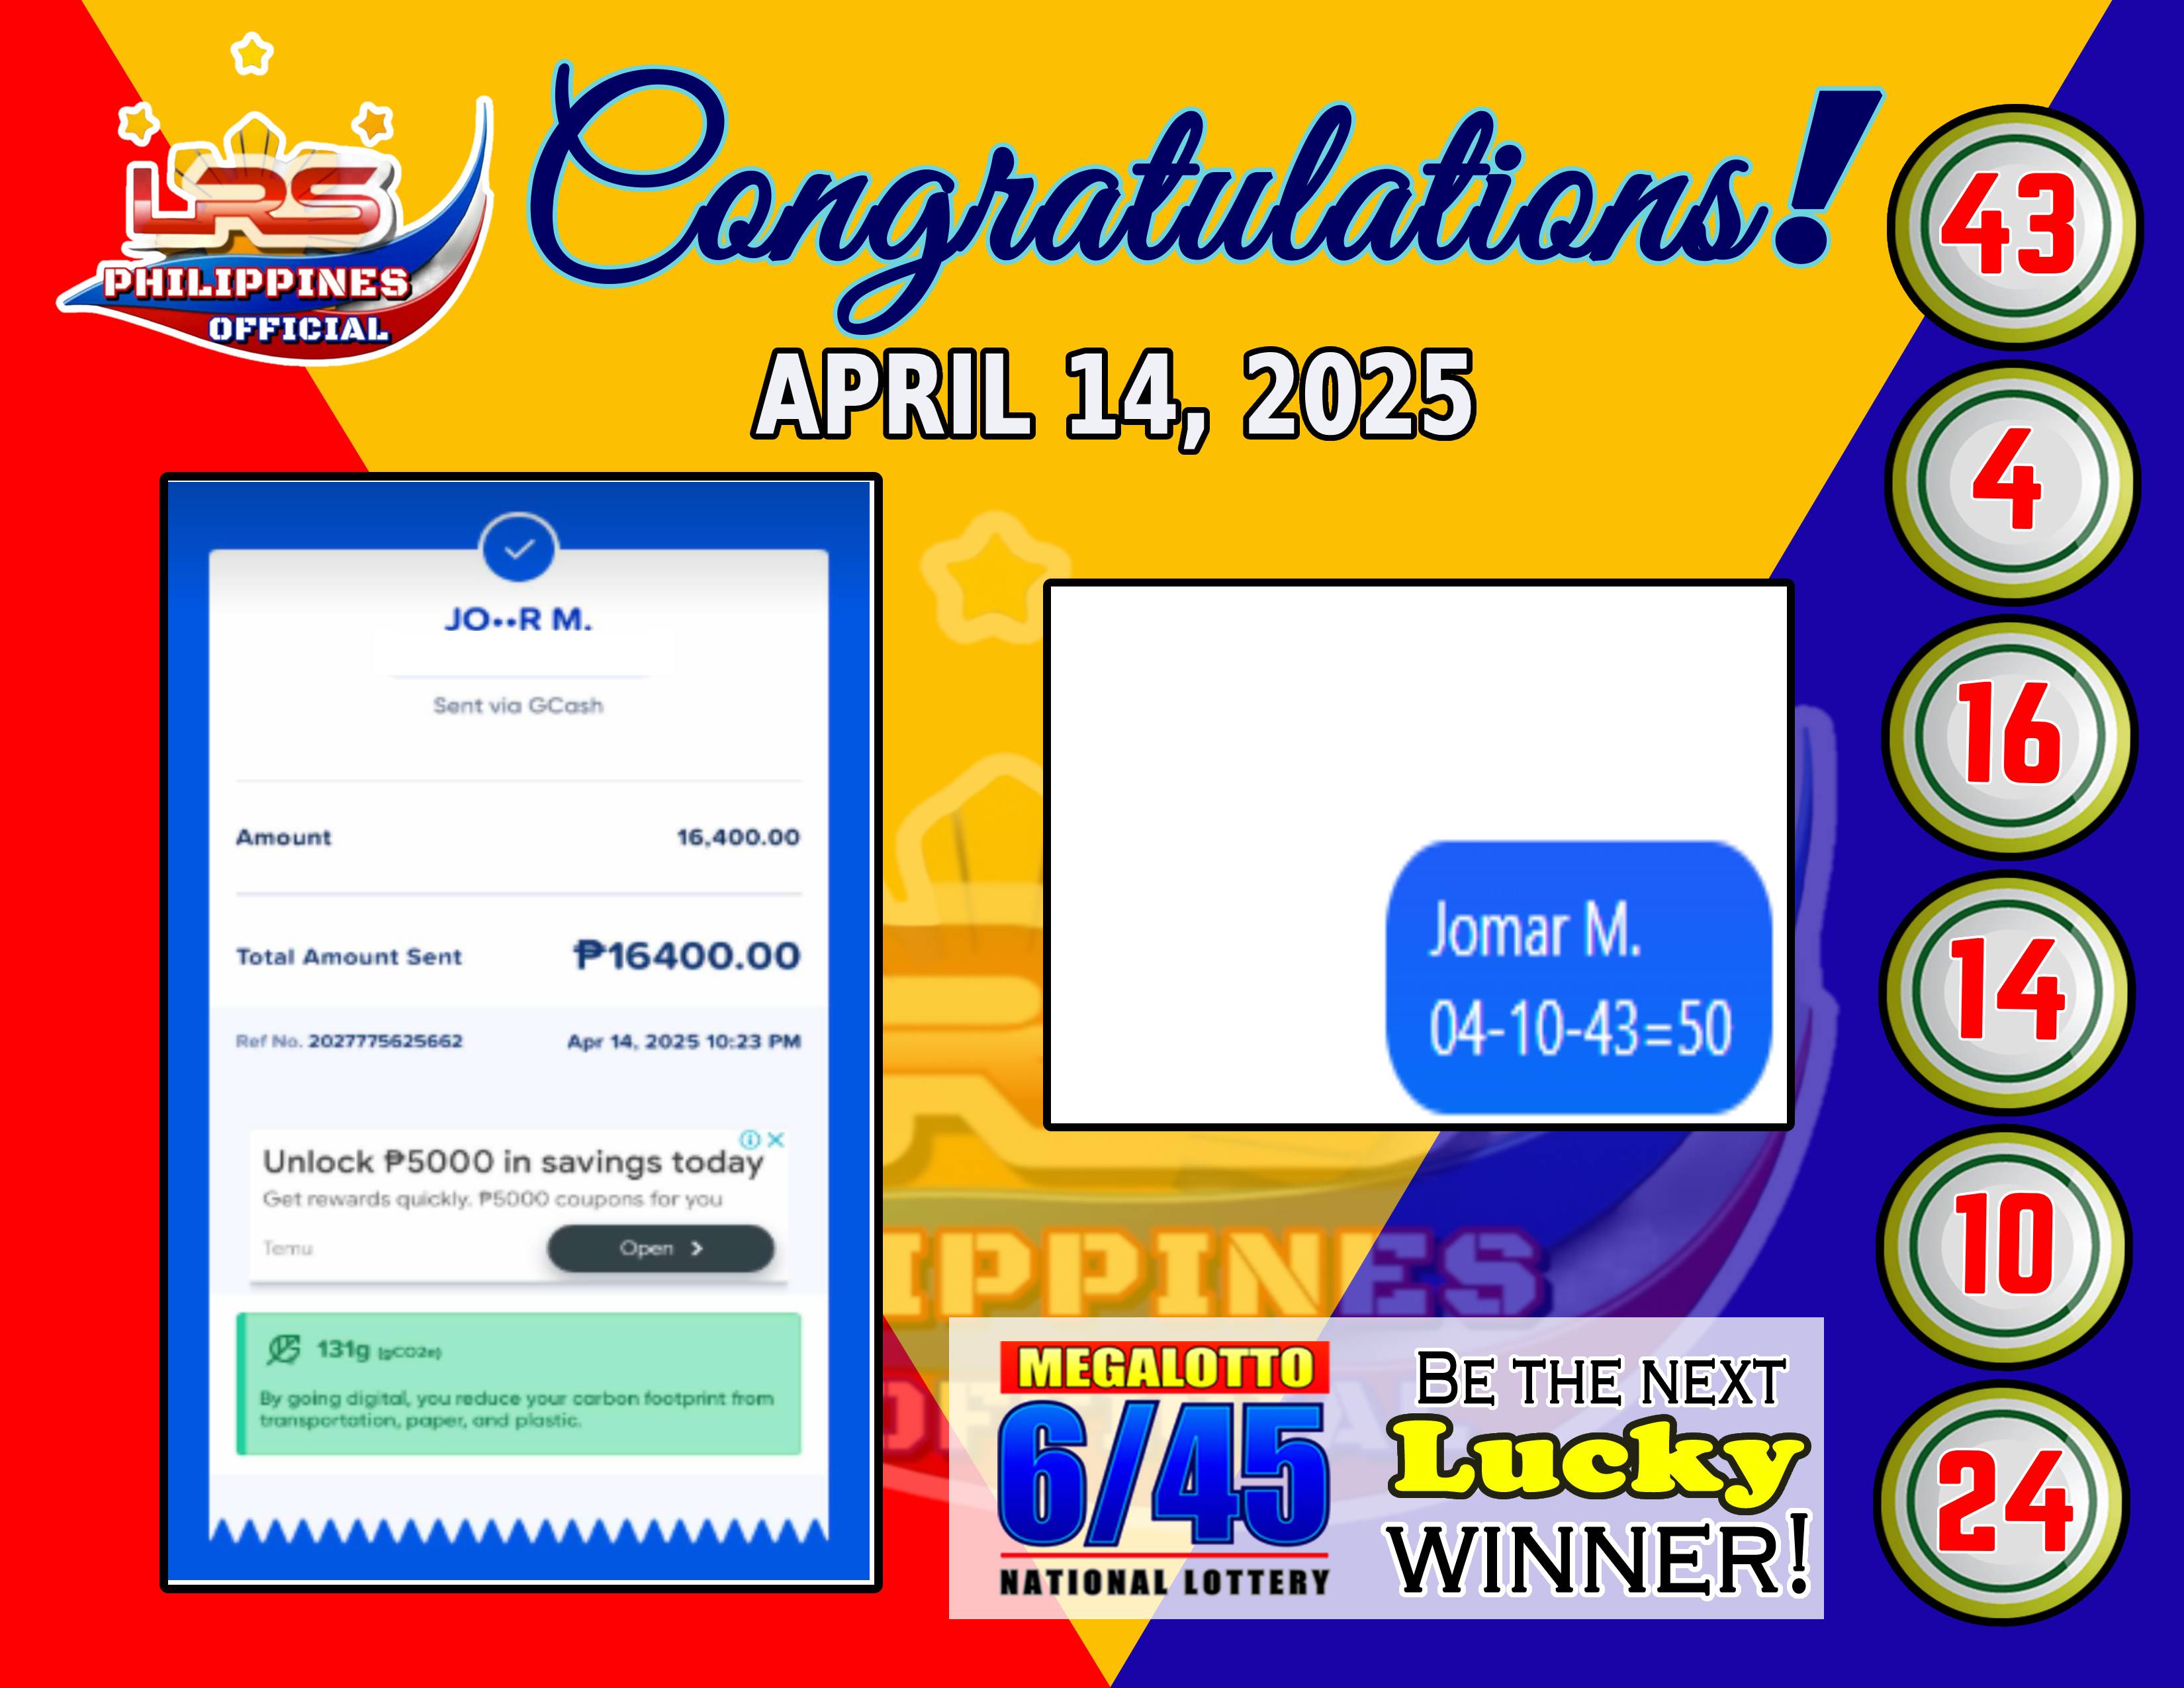 LRS
PHILIPPINES
OFFICIAL
Congratulations!
APRIL 14, 2025
JO••R M.
Sent via GCash
Amount 16,400.00
Total Amount Sent ₱16400.00
Ref No. 2027775625662 Apr 14, 2025 10:23 PM
Unlock ₱5000 in savings today
Get rewards quickly. ₱5000 coupons for you
Temu Open >
131g (gCO2e)
By going digital, you reduce your carbon footprint from
transportation, paper, and plastic.
Jomar M.
04-10-43=50
IPPINES
MEGALOTTO
6/45
NATIONAL LOTTERY
BE THE NEXT
Lucky
WINNER!
43
4
16
14
10
24